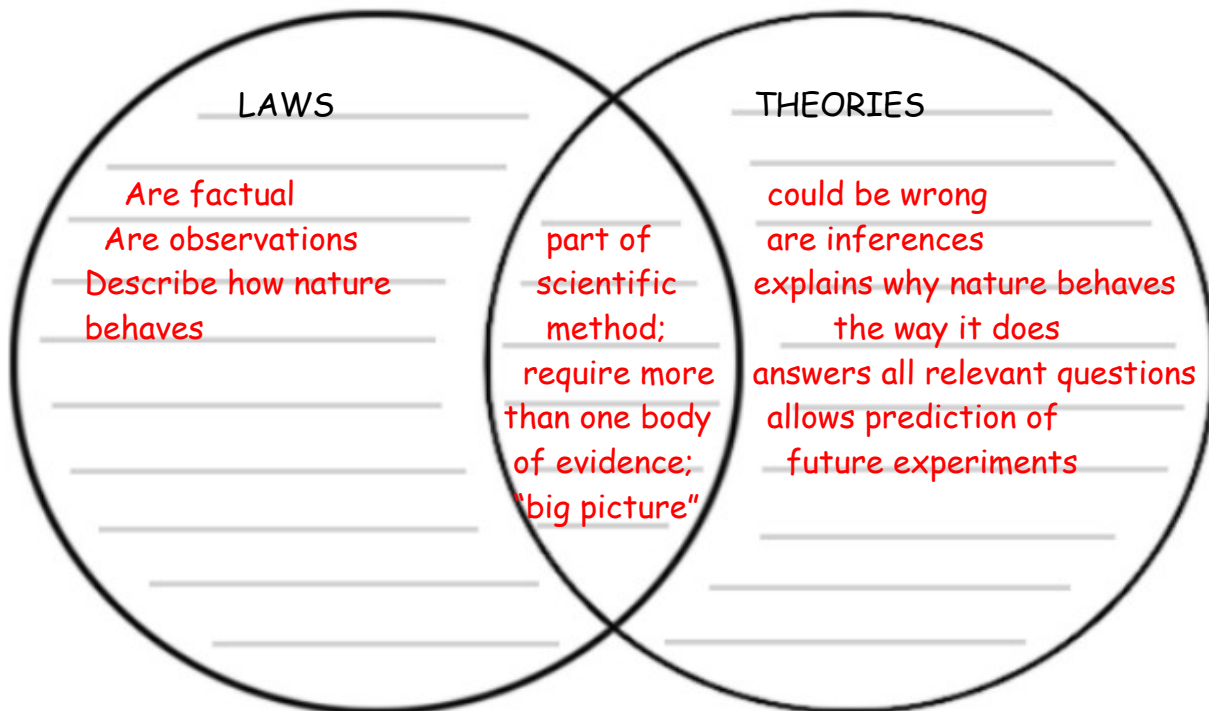 LAWS
Are factual
Are observations
Describe how nature
behaves
part of
scientific
method;
require more
than one body
of evidence;
"big picture"
THEORIES
could be wrong
are inferences
explains why nature behaves
the way it does
answers all relevant questions
allows prediction of
future experiments